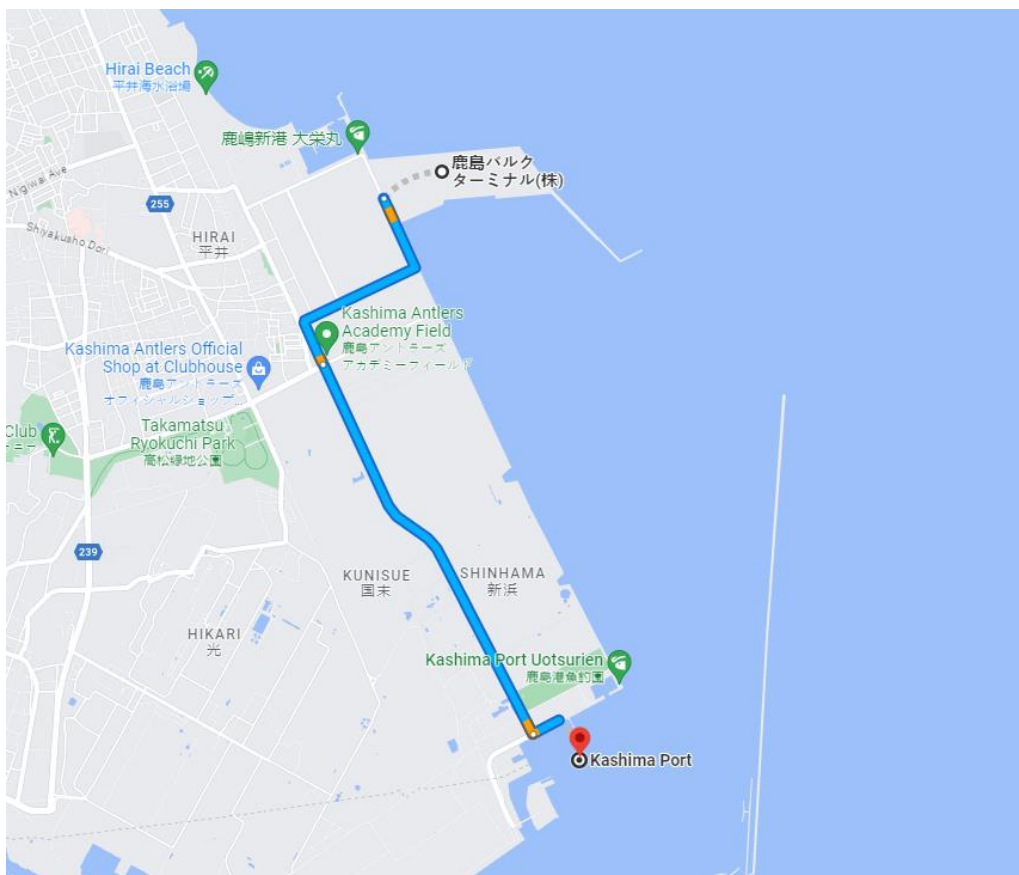 Hirai Beach
平井海水浴場
鹿嶋新港 大栄丸
鹿島バルク
ターミナル(株)
Nigiwai Ave
255
Shiyakusho Dori
HIRAI
平井
Kashima Antlers
Academy Field
鹿島アントラーズ
アカデミーフィールド
Kashima Antlers Official
Shop at Clubhouse
鹿島アントラーズ
オフィシャルショップ...
Takamatsu
Ryokuchi Park
高松緑地公園
Club
ニー
239
KUNISUE
国末
SHINHAMA
新浜
HIKARI
光
Kashima Port Uotsurien
鹿島港魚釣園
Kashima Port